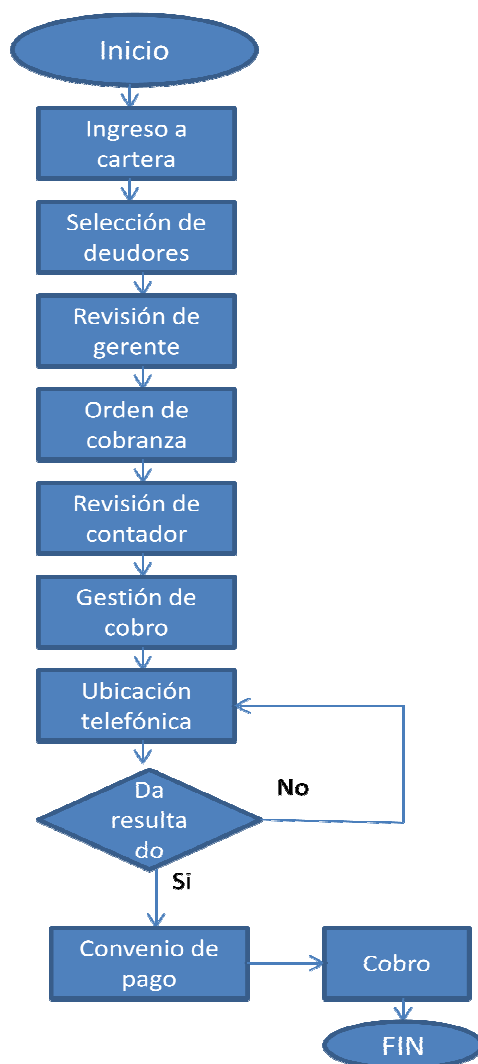 Inicio
Ingreso a
cartera
Selección de
deudores
Revisión de
gerente
Orden de
cobranza
Revisión de
contador
Gestión de
cobro
Ubicación
telefónica
Da
resulta
do
No
Si
Convenio de
pago
Cobro
FIN